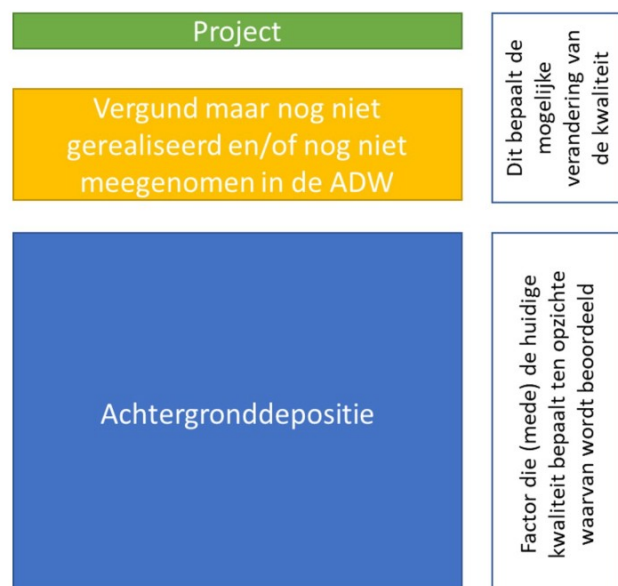 Project
Vergund maar nog niet
gerealiseerd en/of nog niet
meegenomen in de ADW
Dit bepaalt de
mogelijke
verandering van
de kwaliteit
Achtergronddepositie
Factor die (mede) de huidige
kwaliteit bepaalt ten opzichte
waarvan wordt beoordeeld